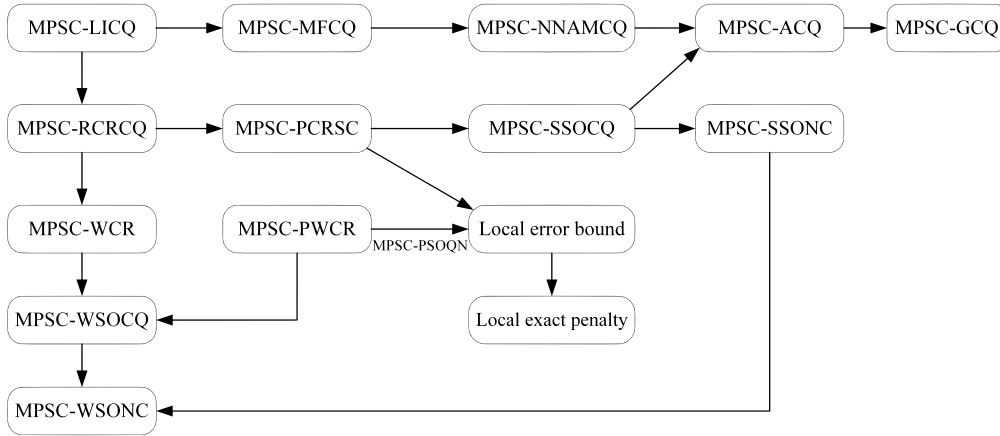 MPSC-LICQ
MPSC-MFCQ
MPSC-NNAMCQ
MPSC-ACQ
MPSC-GCQ
MPSC-RCRCQ
MPSC-PCRSC
MPSC-SSOCQ
MPSC-SSONC
MPSC-WCR
MPSC-PWCR
MPSC-PSOQN
Local error bound
MPSC-WSOCQ
Local exact penalty
MPSC-WSONC